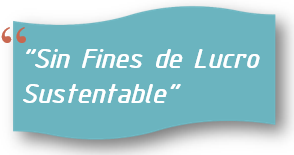 "Sin Fines de Lucro
Sustentable"